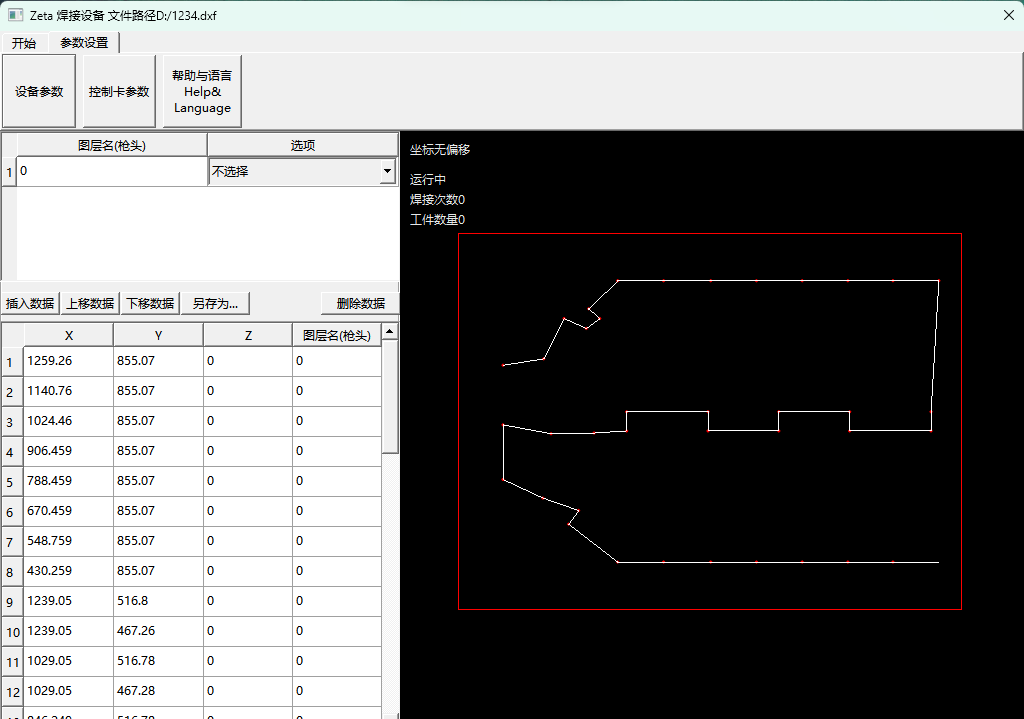 Zeta 焊接设备 文件路径D:/1234.dxf
开始 参数设置
设备参数 控制卡参数 帮助与语言
Help&
Language
图层名(枪头) 选项
1 0 不选择
坐标无偏移
运行中
焊接次数0
工件数量0
插入数据 上移数据 下移数据 另存为... 删除数据
X Y Z 图层名(枪头)
1 1259.26 855.07 0 0
2 1140.76 855.07 0 0
3 1024.46 855.07 0 0
4 906.459 855.07 0 0
5 788.459 855.07 0 0
6 670.459 855.07 0 0
7 548.759 855.07 0 0
8 430.259 855.07 0 0
9 1239.05 516.8 0 0
10 1239.05 467.26 0 0
11 1029.05 516.78 0 0
12 1029.05 467.28 0 0